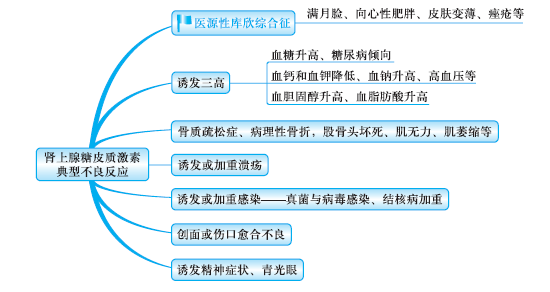 医源性库欣综合征
满月脸、向心性肥胖、皮肤变薄、痤疮等
诱发三高
血糖升高、糖尿病倾向
血钙和血钾降低、血钠升高、高血压等
血胆固醇升高、血脂肪酸升高
骨质疏松症、病理性骨折，股骨头坏死、肌无力、肌萎缩等
肾上腺糖皮质激素
典型不良反应
诱发或加重溃疡
诱发或加重感染——真菌与病毒感染、结核病加重
创面或伤口愈合不良
诱发精神症状、青光眼